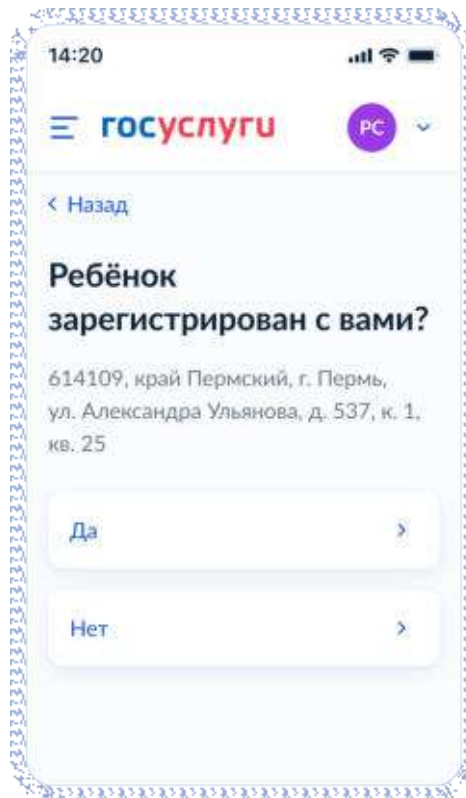 14:20
госуслуги
РС
Назад
Ребёнок
зарегистрирован с вами?
614109, край Пермский, г. Пермь,
ул. Александра Ульянова, д. 537, к. 1,
кв. 25
Да
Нет